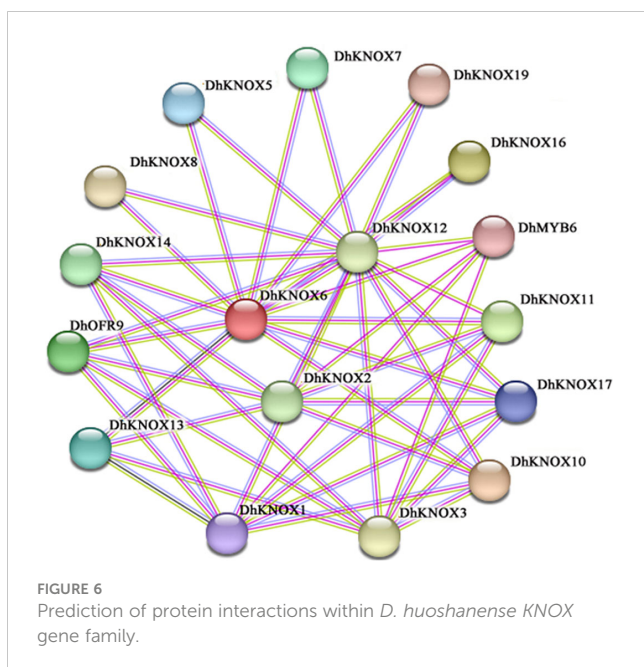 DhKNOX7
DhKNOX19
DhKNOX5
DhKNOX16
DhKNOX8
DhKNOX12
DhMYB6
DhKNOX14
DhKNOX6
DhKNOX11
DhOFR9
DhKNOX2
DhKNOX17
DhKNOX13
DhKNOX10
DhKNOX1
DhKNOX3
FIGURE 6
Prediction of protein interactions within D. huoshanense KNOX
gene family.